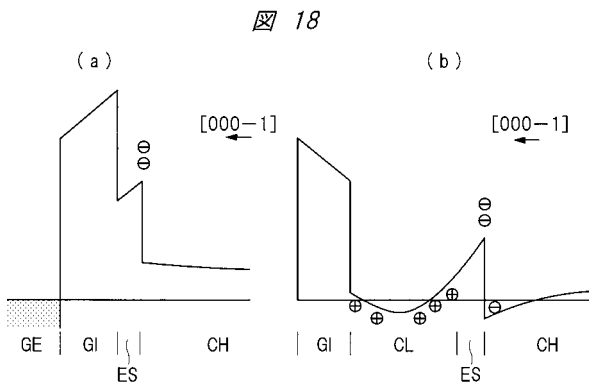 図 18
(a)
(b)
[000-1]
[000-1]
⊖
⊖
⊖
⊖
⊖
⊕
⊕
⊕
⊕
⊕
GE
GI
CH
GI
CL
CH
ES
ES